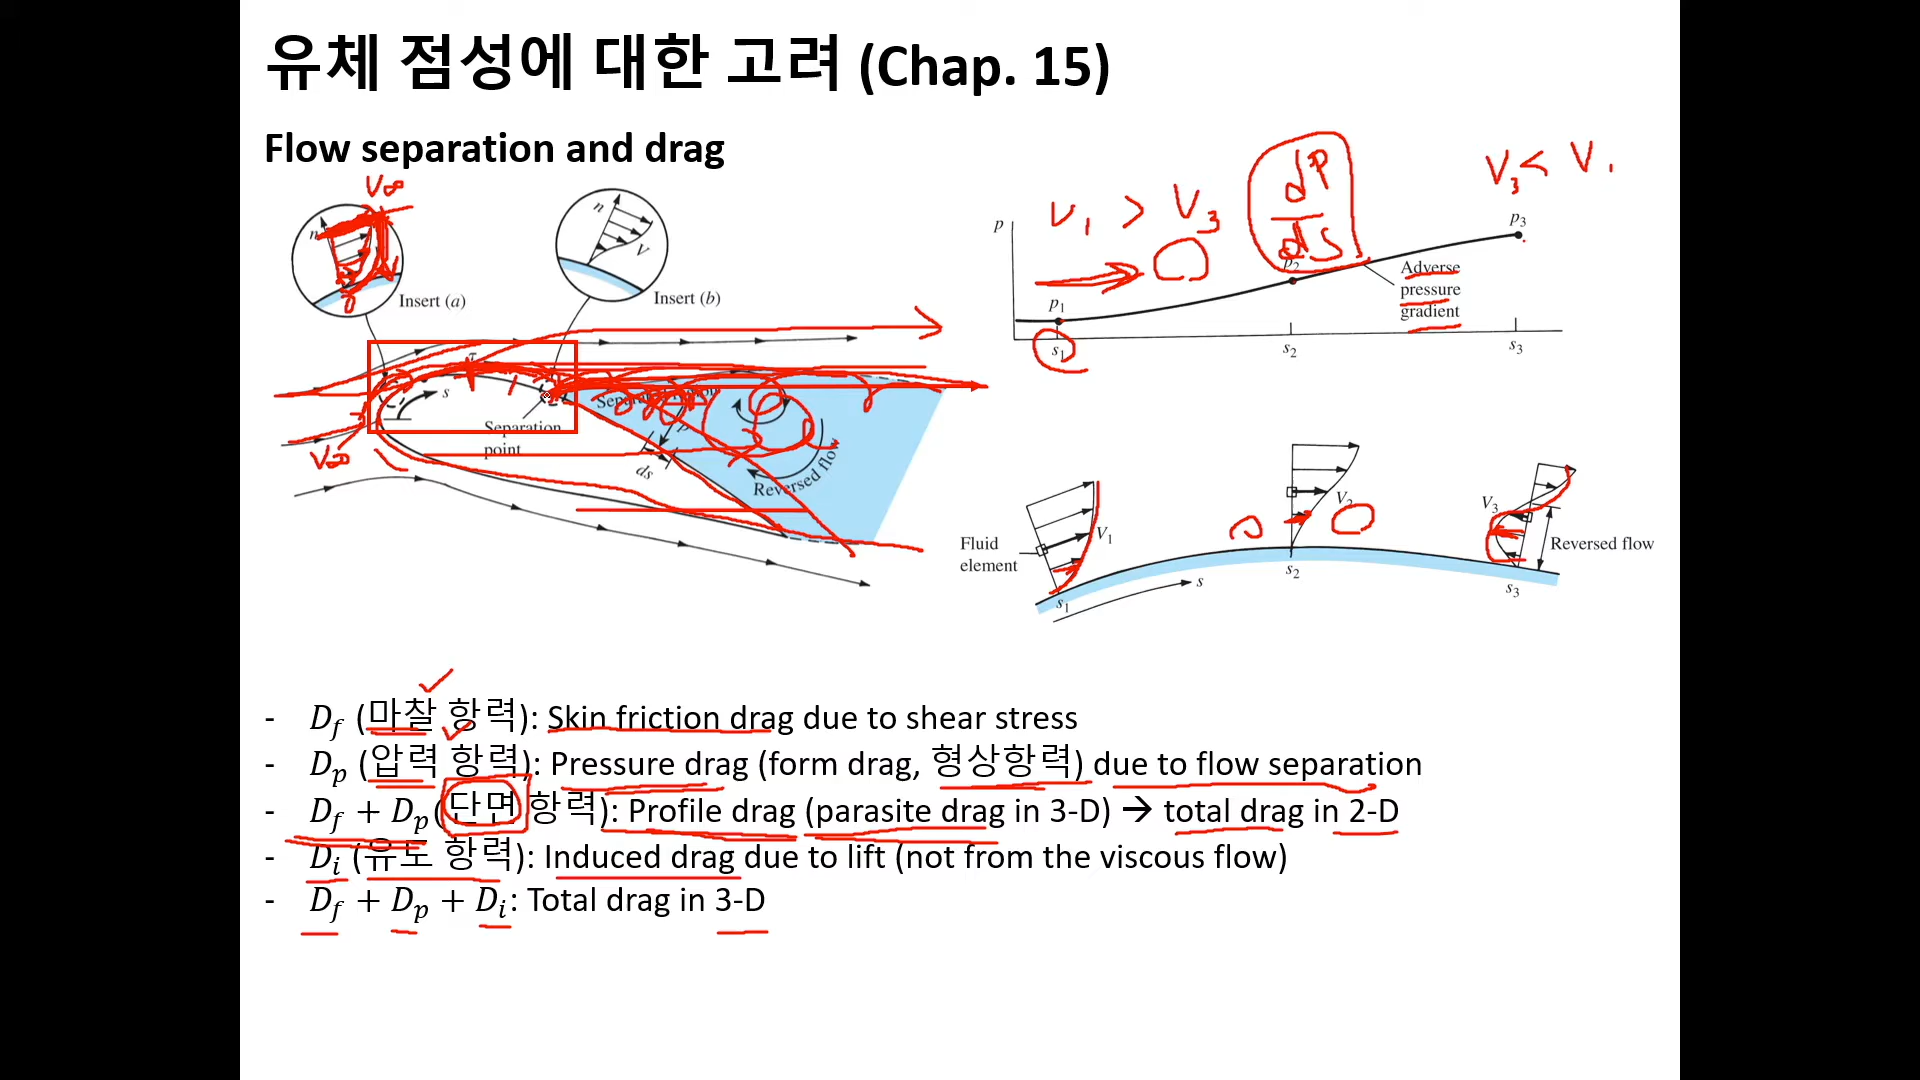 유체 점성에 대한 고려 (Chap. 15)
Flow separation and drag
V∞
n
V
0
Insert (a)
n
V
Insert (b)
τ
s
Separation
point
Separated region
p
ds
Reversed flow
V∞
p
V₁ > V₃
dP
dS
V₃ < V₁
p₁
p₂
p₃
Adverse
pressure
gradient
s₁
s₂
s₃
Fluid
element
V₁
V₂
V₃
Reversed flow
s₁
s
s₂
s₃
- D_f (마찰 항력): Skin friction drag due to shear stress
- D_p (압력 항력): Pressure drag (form drag, 형상항력) due to flow separation
- D_f + D_p (단면 항력): Profile drag (parasite drag in 3-D) → total drag in 2-D
- D_i (유도 항력): Induced drag due to lift (not from the viscous flow)
- D_f + D_p + D_i: Total drag in 3-D